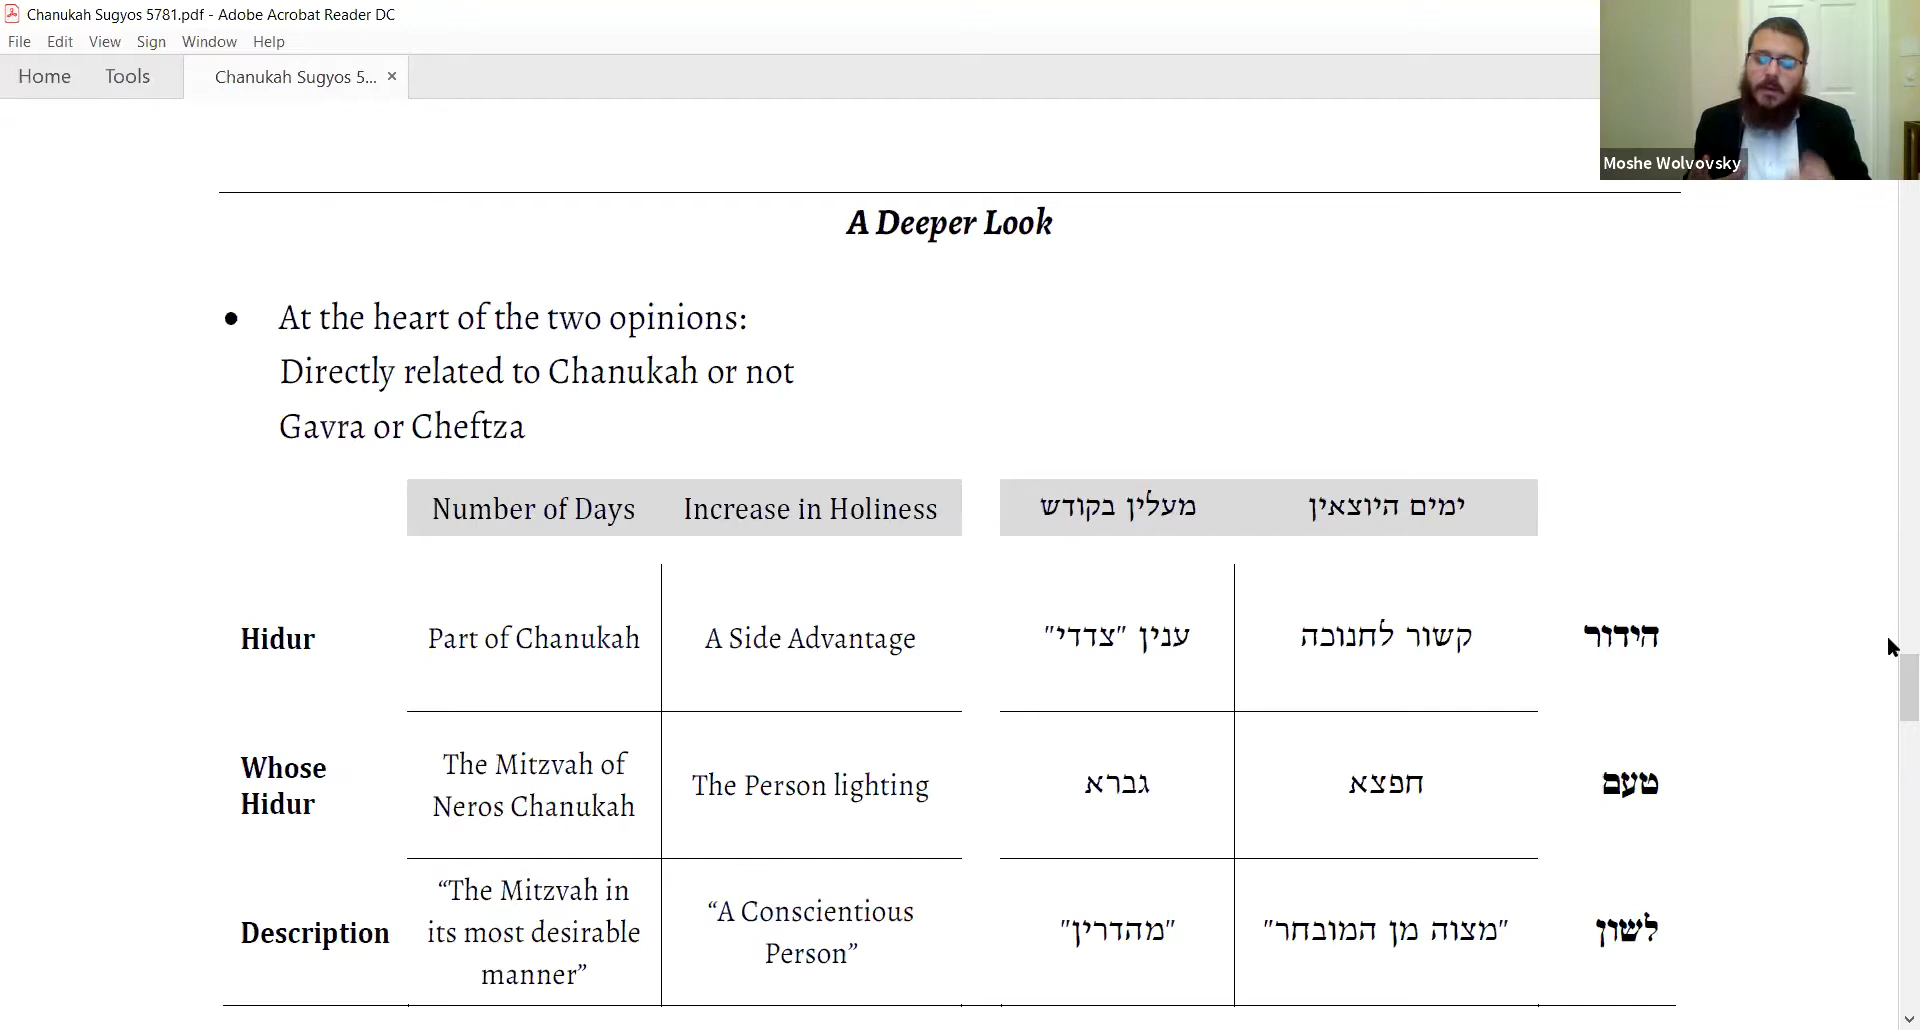 Chanukah Sugyos 5781.pdf - Adobe Acrobat Reader DC
File Edit View Sign Window Help
Home Tools Chanukah Sugyos 5... ×
Moshe Wolvovsky
A Deeper Look
• At the heart of the two opinions:
Directly related to Chanukah or not
Gavra or Cheftza
Number of Days Increase in Holiness
Hidur Part of Chanukah A Side Advantage
Whose Hidur
The Mitzvah of
Neros Chanukah
The Person lighting
Description
“The Mitzvah in
its most desirable
manner”
“A Conscientious
Person”
ימים היוצאין מעלין בקודש
הידור קשור לחנוכה ענין "צדדי"
טעם חפצא גברא
לשון "מצוה מן המובחר" "מהדרין"